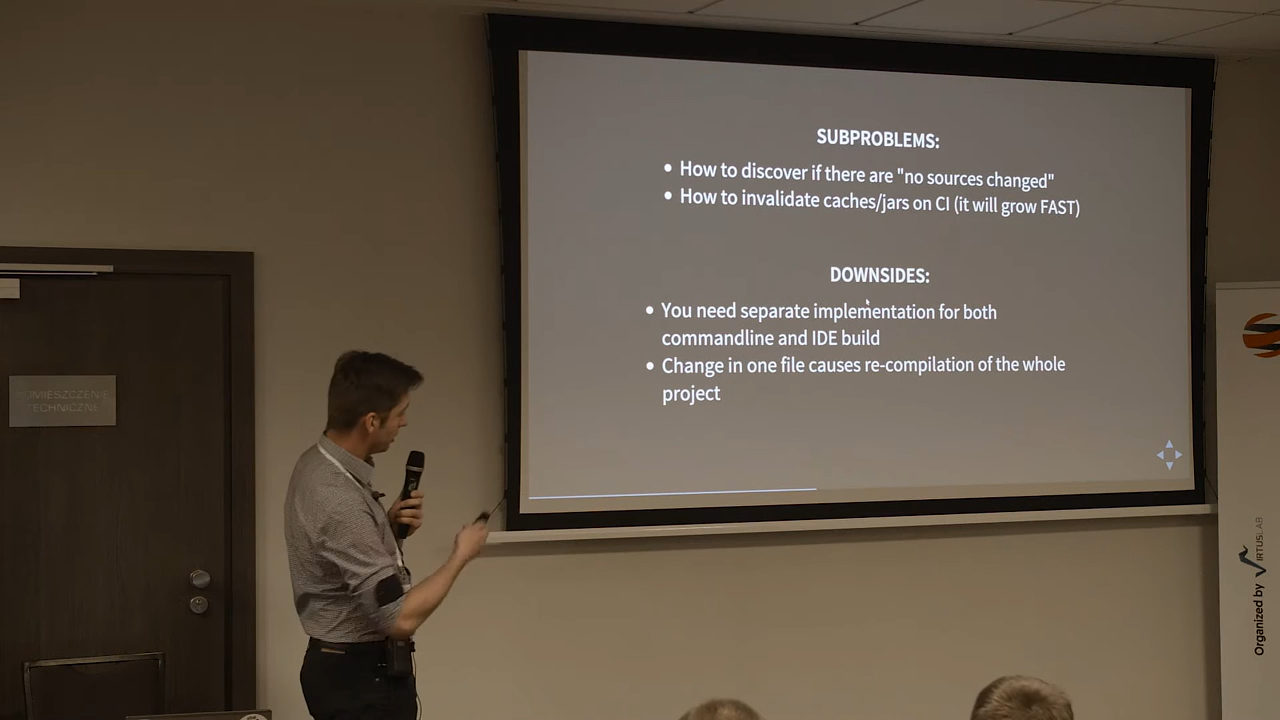 SUBPROBLEMS:
• How to discover if there are "no sources changed"
• How to invalidate caches/jars on CI (it will grow FAST)
DOWNSIDES:
• You need separate implementation for both
commandline and IDE build
• Change in one file causes re-compilation of the whole
project
POMIESZCZENIE
TECHNICZNE
Organized by VIRTUSLAB